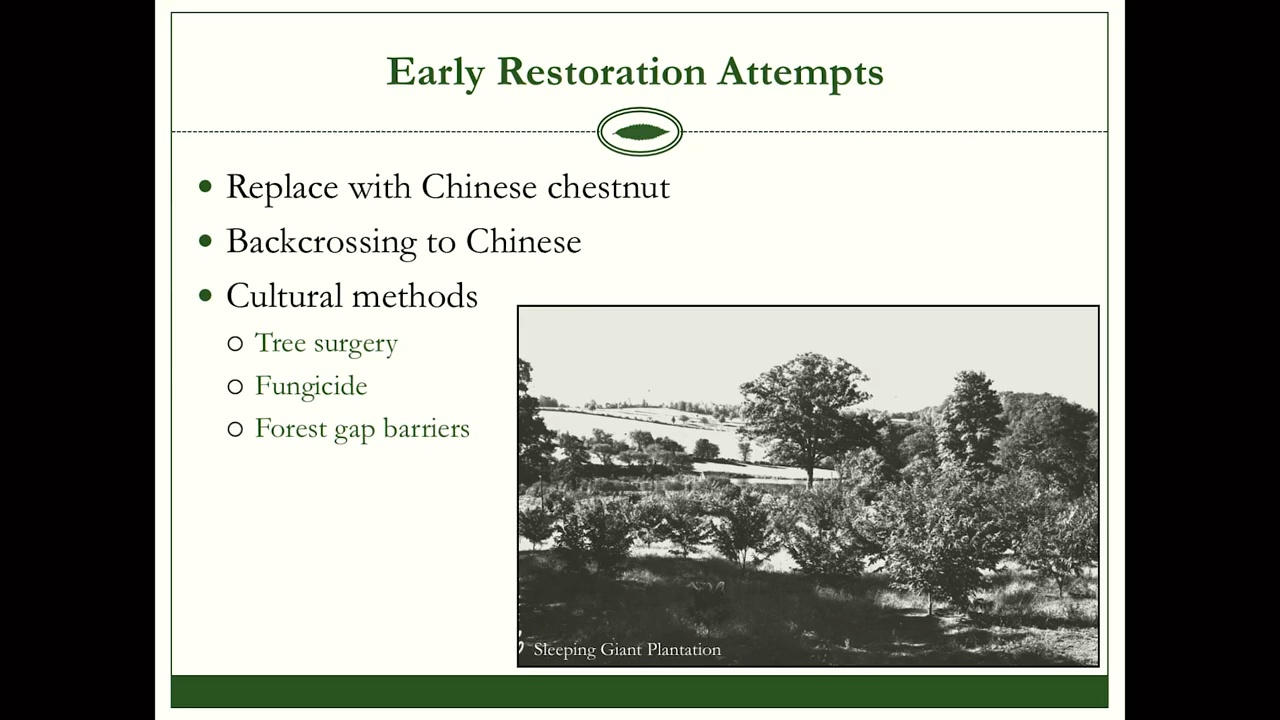 Early Restoration Attempts
Replace with Chinese chestnut
Backcrossing to Chinese
Cultural methods
Tree surgery
Fungicide
Forest gap barriers
Sleeping Giant Plantation